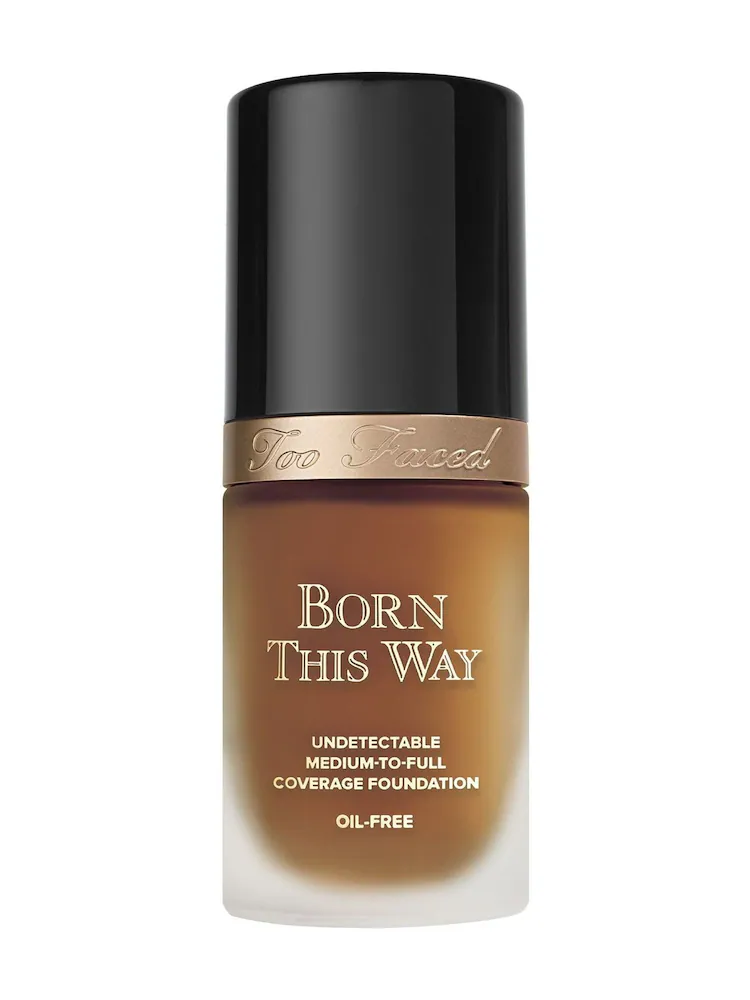 Too Faced
BORN
THIS WAY
UNDETECTABLE
MEDIUM-TO-FULL
COVERAGE FOUNDATION
OIL-FREE